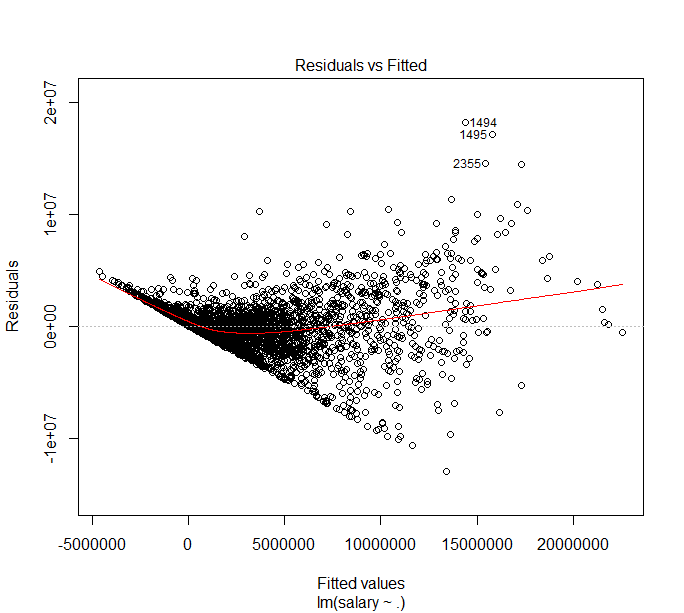 Residuals vs Fitted
2e+07
1e+07
0e+00
-1e+07
Residuals
1494
1495
2355
-5000000 0 5000000 10000000 15000000 20000000
Fitted values
lm(salary ~ .)